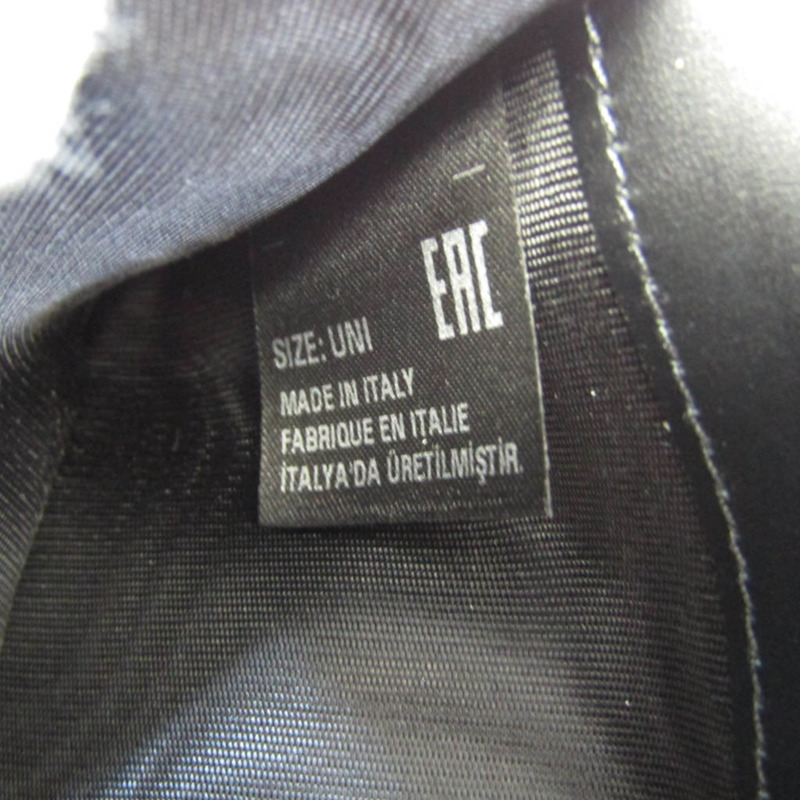 EAC
SIZE: UNI
MADE IN ITALY
FABRIQUE EN ITALIE
İTALYA'DA ÜRETİLMİŞTİR.